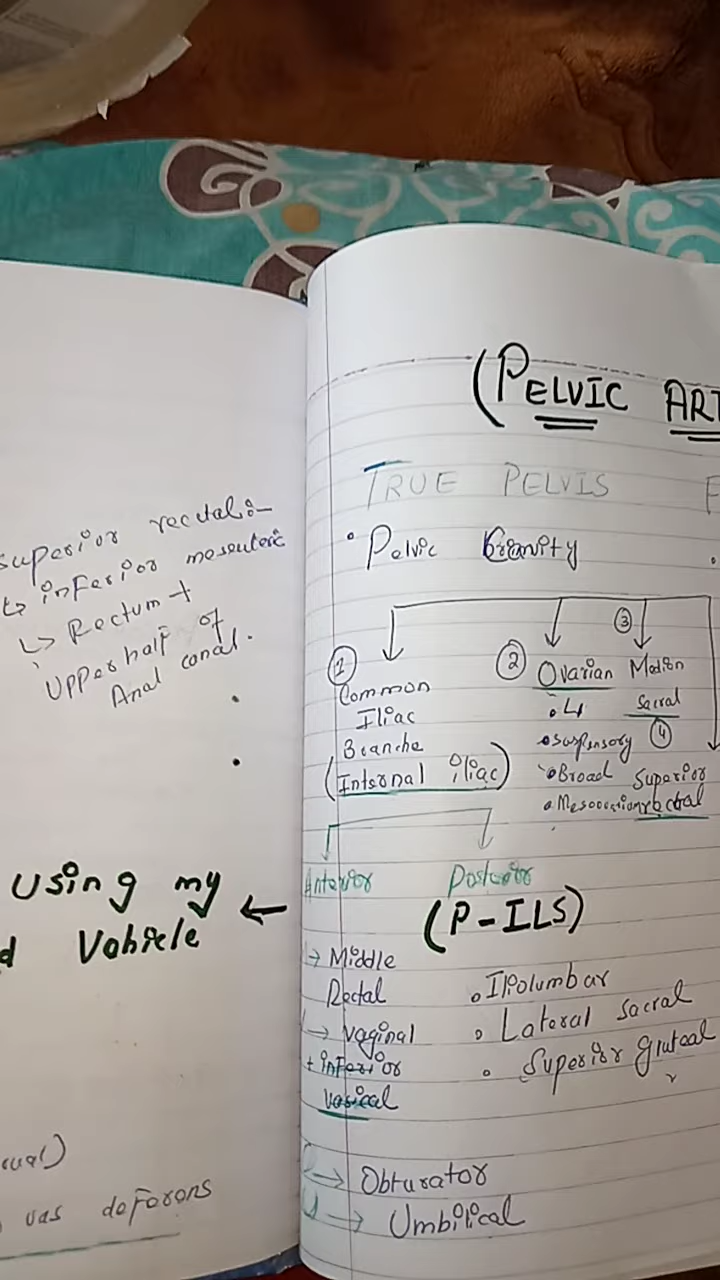 superior rectal:-
↳ inferior mesenteric
↳ Rectum +
Upper half of
Anal canal.
Using my
d Vehicle
cual)
vas deferens
(PELVIC ART
TRUE PELVIS F
• Pelvic
① Common
Iliac
Branche
(Internal iliac)
② Ovarian
• L
• Suspensory
• Broad
③ Median
Sacral
④ Superior
rectal
Anterior Posterior
(P-ILS)
→ Middle
Rectal
→ Vaginal
+ inferior
vesical
→ Obturator
→ Umbilical
• Iliolumbar
• Lateral Sacral
• Superior gluteal